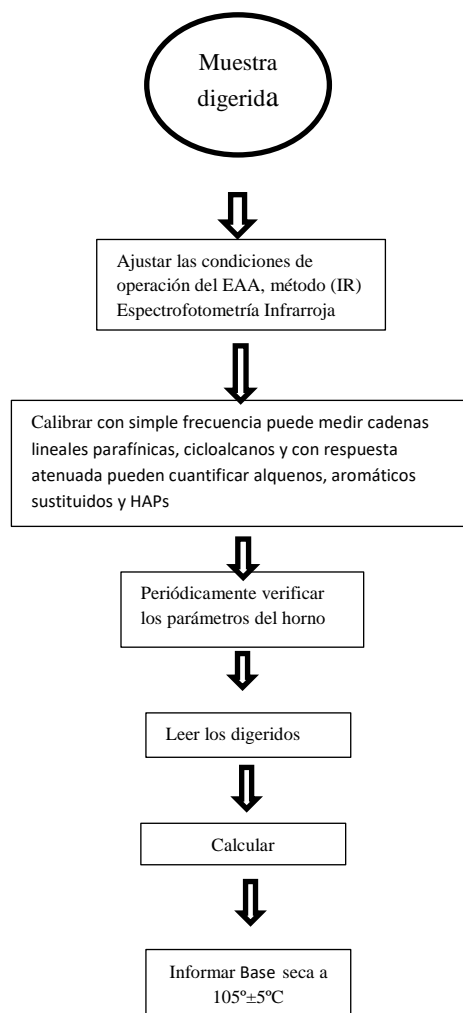 Muestra
digerida
Ajustar las condiciones de
operación del EAA, método (IR)
Espectrofotometría Infrarroja
Calibrar con simple frecuencia puede medir cadenas
lineales parafínicas, cicloalcanos y con respuesta
atenuada pueden cuantificar alquenos, aromáticos
sustituidos y HAPs
Periódicamente verificar
los parámetros del horno
Leer los digeridos
Calcular
Informar Base seca a
105º±5ºC